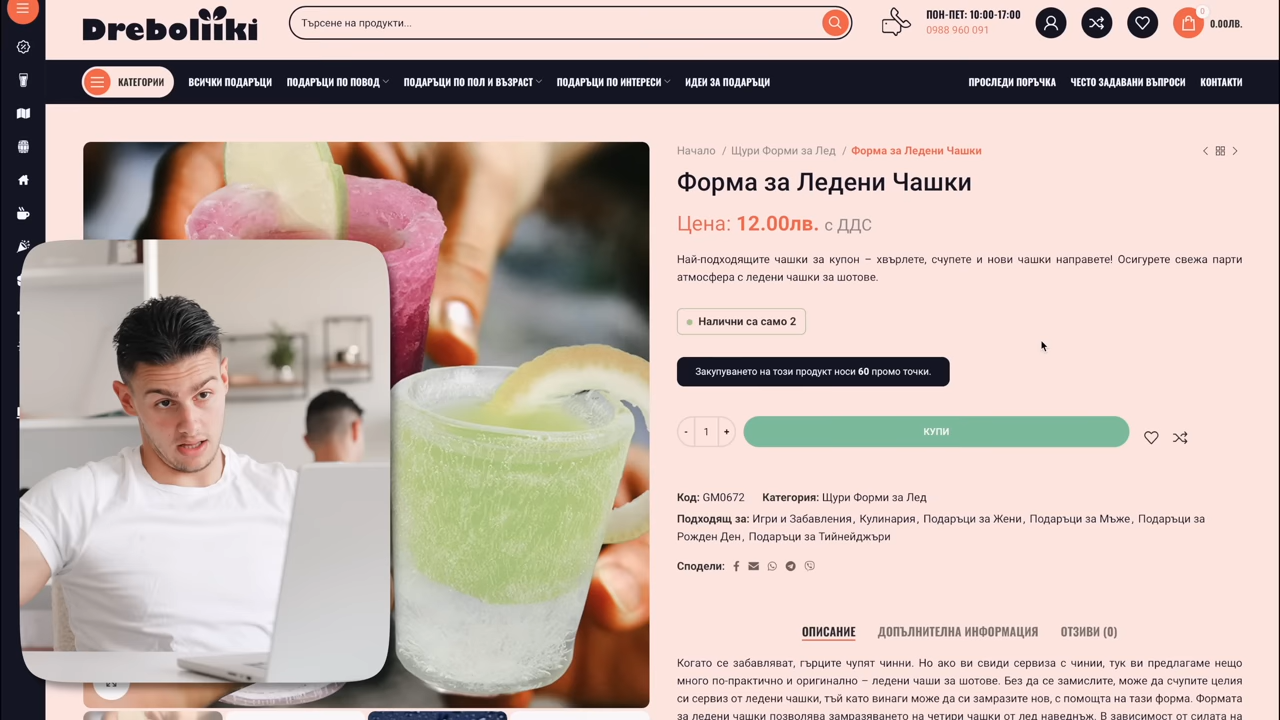 Dreboliiki
Търсене на продукти...
ПОН-ПЕТ: 10:00-17:00
0988 960 091
0
0.00ЛВ.
КАТЕГОРИИ
ВСИЧКИ ПОДАРЪЦИ
ПОДАРЪЦИ ПО ПОВОД
ПОДАРЪЦИ ПО ПОЛ И ВЪЗРАСТ
ПОДАРЪЦИ ПО ИНТЕРЕСИ
ИДЕИ ЗА ПОДАРЪЦИ
ПРОСЛЕДИ ПОРЪЧКА
ЧЕСТО ЗАДАВАНИ ВЪПРОСИ
КОНТАКТИ
Начало / Щури Форми за Лед / Форма за Ледени Чашки
Форма за Ледени Чашки
Цена: 12.00лв. с ДДС
Най-подходящите чашки за купон – хвърлете, счупете и нови чашки направете! Осигурете свежа парти
атмосфера с ледени чашки за шотове.
Налични са само 2
Закупуването на този продукт носи 60 промо точки.
- 1 +
КУПИ
Код: GM0672 Категория: Щури Форми за Лед
Подходящ за: Игри и Забавления, Кулинария, Подаръци за Жени, Подаръци за Мъже, Подаръци за
Рожден Ден, Подаръци за Тийнейджъри
Сподели:
ОПИСАНИЕ
ДОПЪЛНИТЕЛНА ИНФОРМАЦИЯ
ОТЗИВИ (0)
Когато се забавляват, гърците чупят чинни. Но ако ви свиди сервиза с чинии, тук ви предлагаме нещо
много по-практично и оригинално – ледени чаши за шотове. Без да се замислите, може да счупите целия
си сервиз от ледени чашки, тъй като винаги може да си замразите нов, с помощта на тази форма. Формата
за ледени чашки позволява замразяването на четири чашки от лед наведнъж. В зависимост от силата на